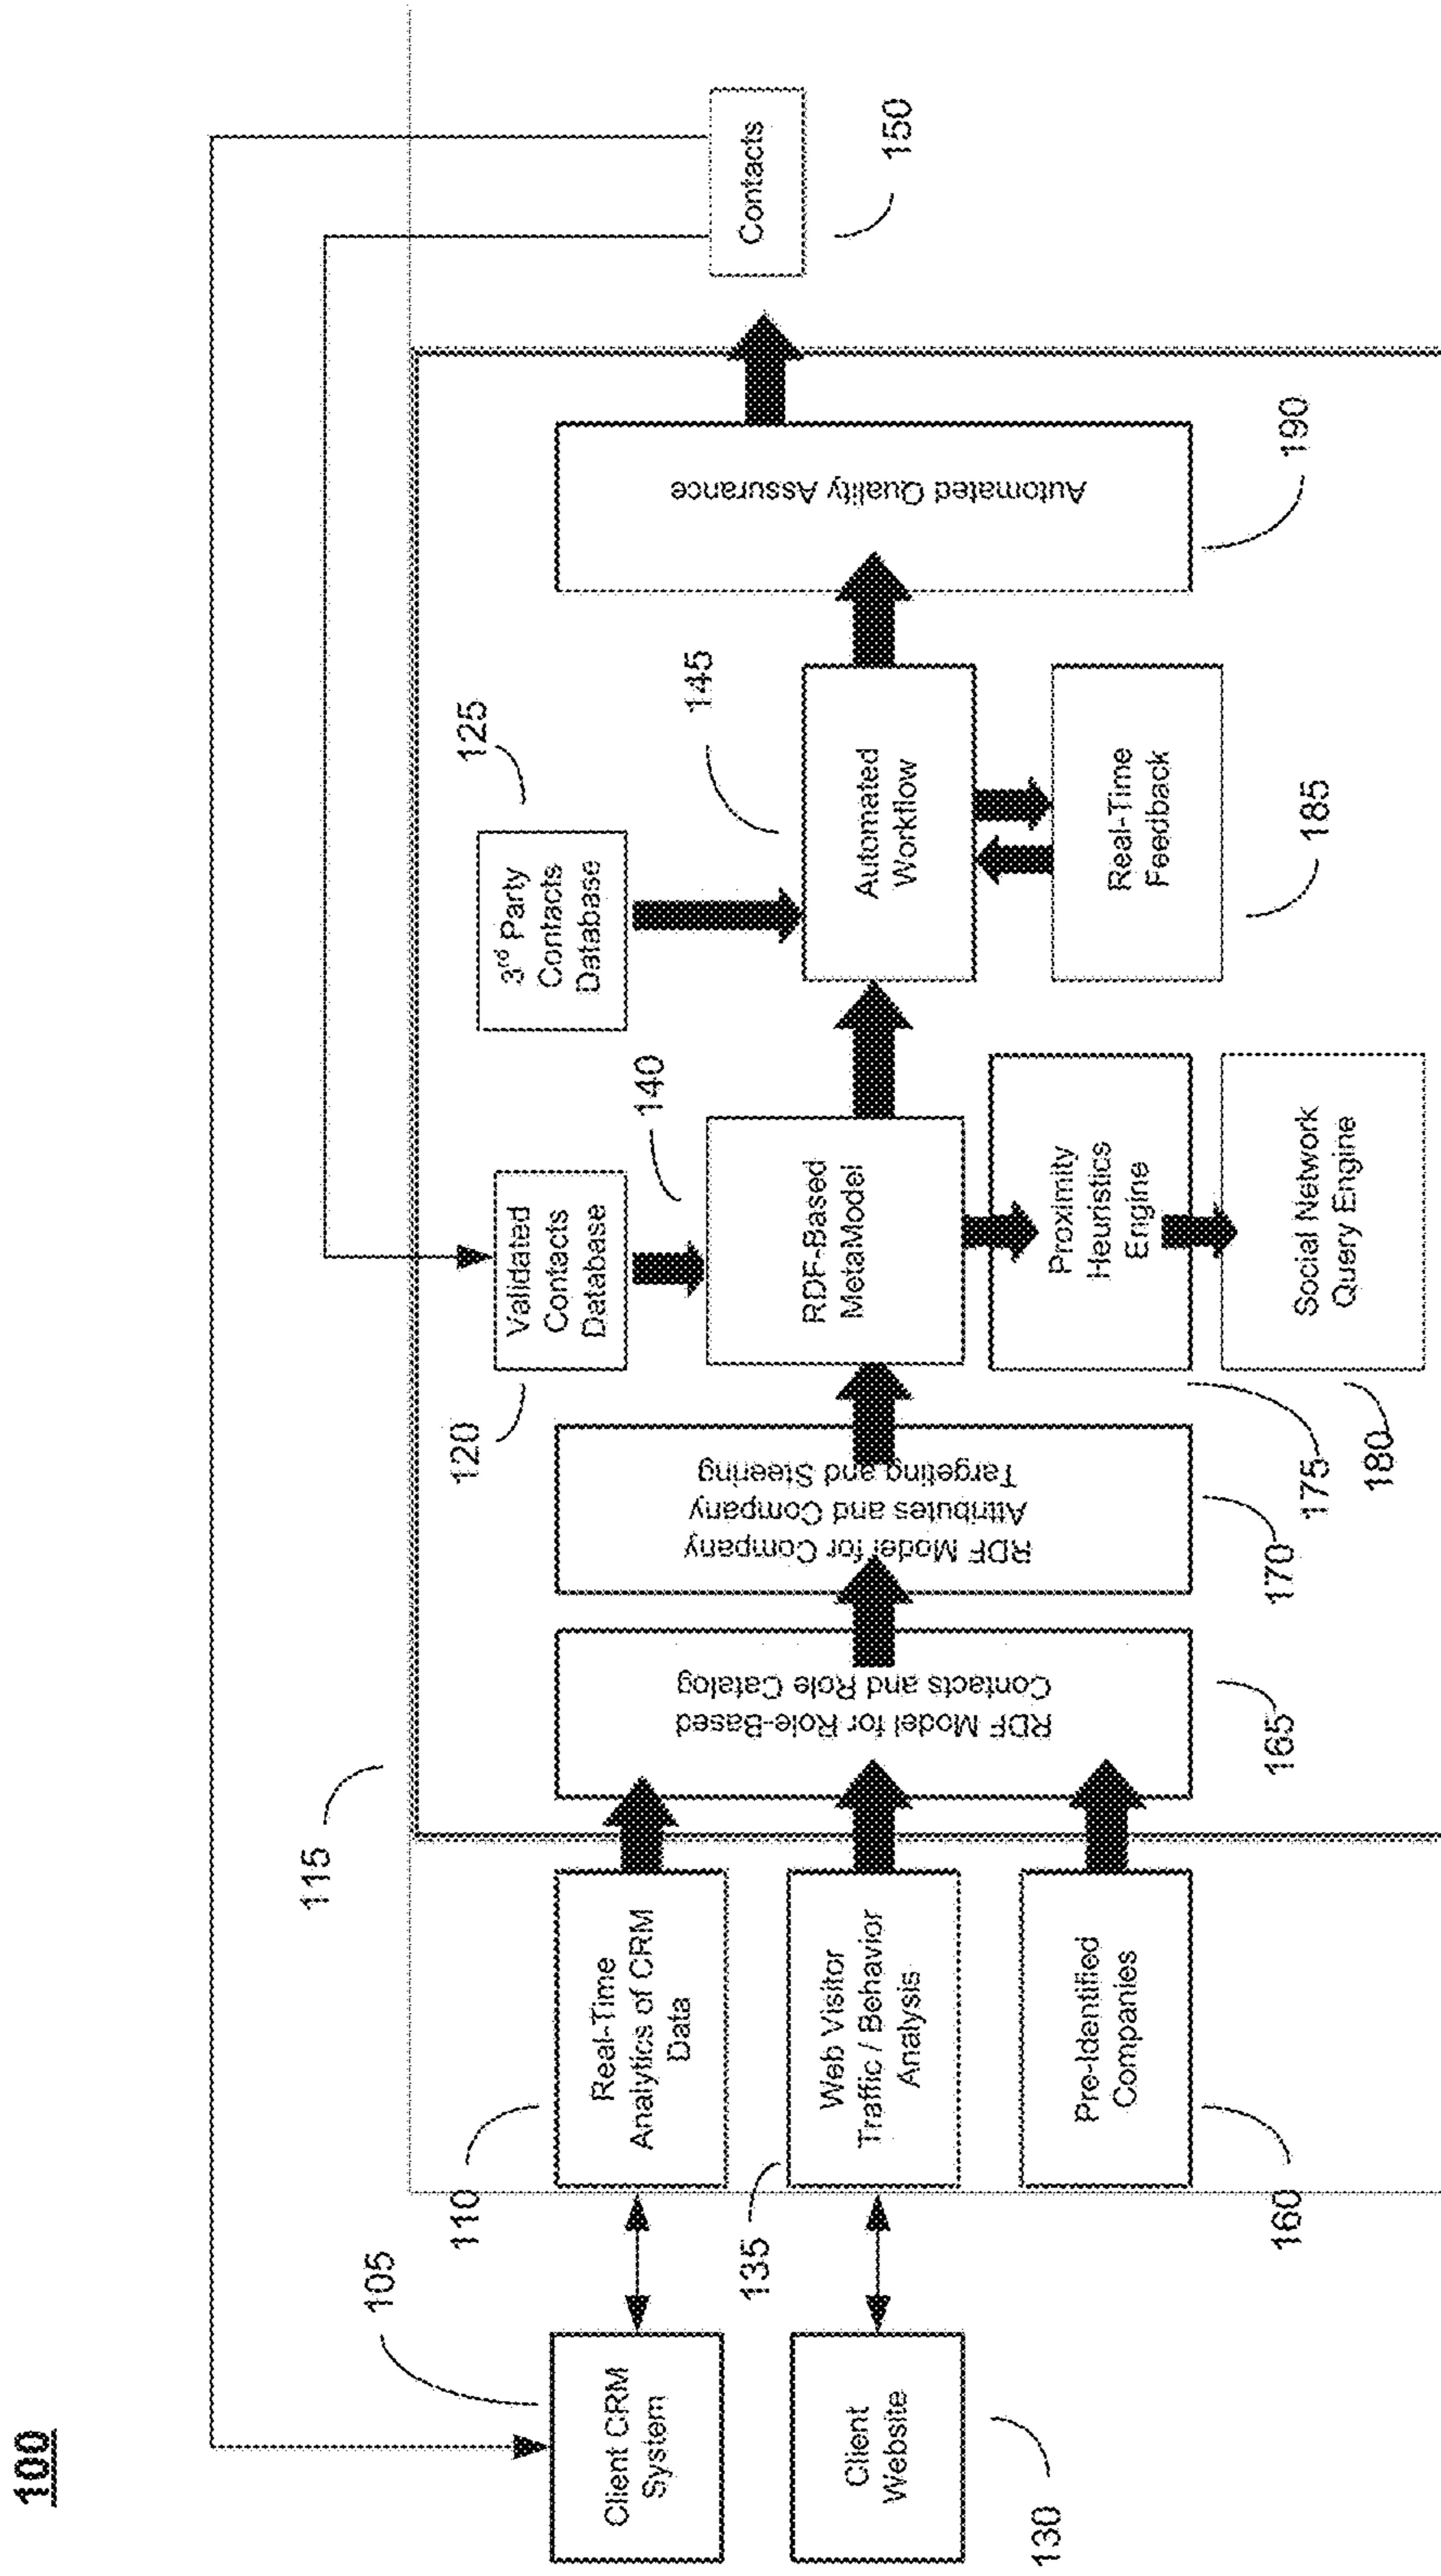 100
105
Client CRM
System
Client
Website
130
110
Real-Time
Analytics of CRM
Data
135
Web Visitor
Traffic / Behavior
Analysis
Pre-Identified
Companies
160
115
RDF Model for Role-Based
Contacts and Role Catalog
165
RDF Model for Company
Attributes and Company
Targeting and Steering
170
120
Validated
Contacts
Database
140
RDF-Based
MetaModel
Proximity
Heuristics
Engine
175
Social Network
Query Engine
180
125
3rd Party
Contacts
Database
145
Automated
Workflow
Real-Time
Feedback
185
Automated Quality Assurance
190
Contacts
150